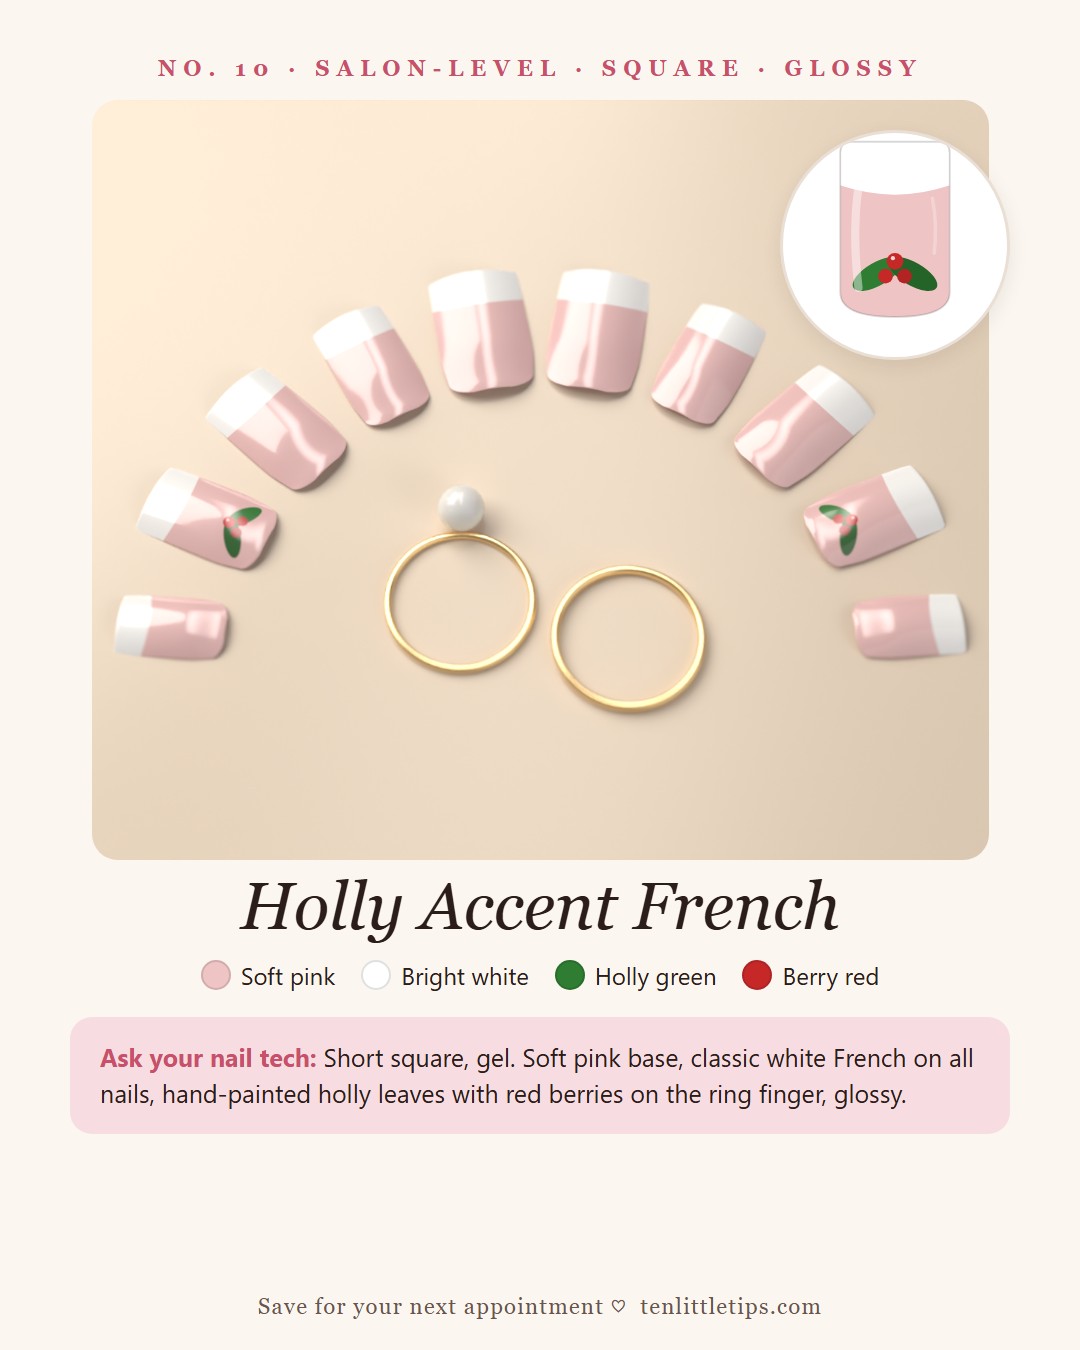 NO. 10 · SALON-LEVEL · SQUARE · GLOSSY
Holly Accent French
Soft pink Bright white Holly green Berry red
Ask your nail tech: Short square, gel. Soft pink base, classic white French on all
nails, hand-painted holly leaves with red berries on the ring finger, glossy.
Save for your next appointment ♡ tenlittletips.com